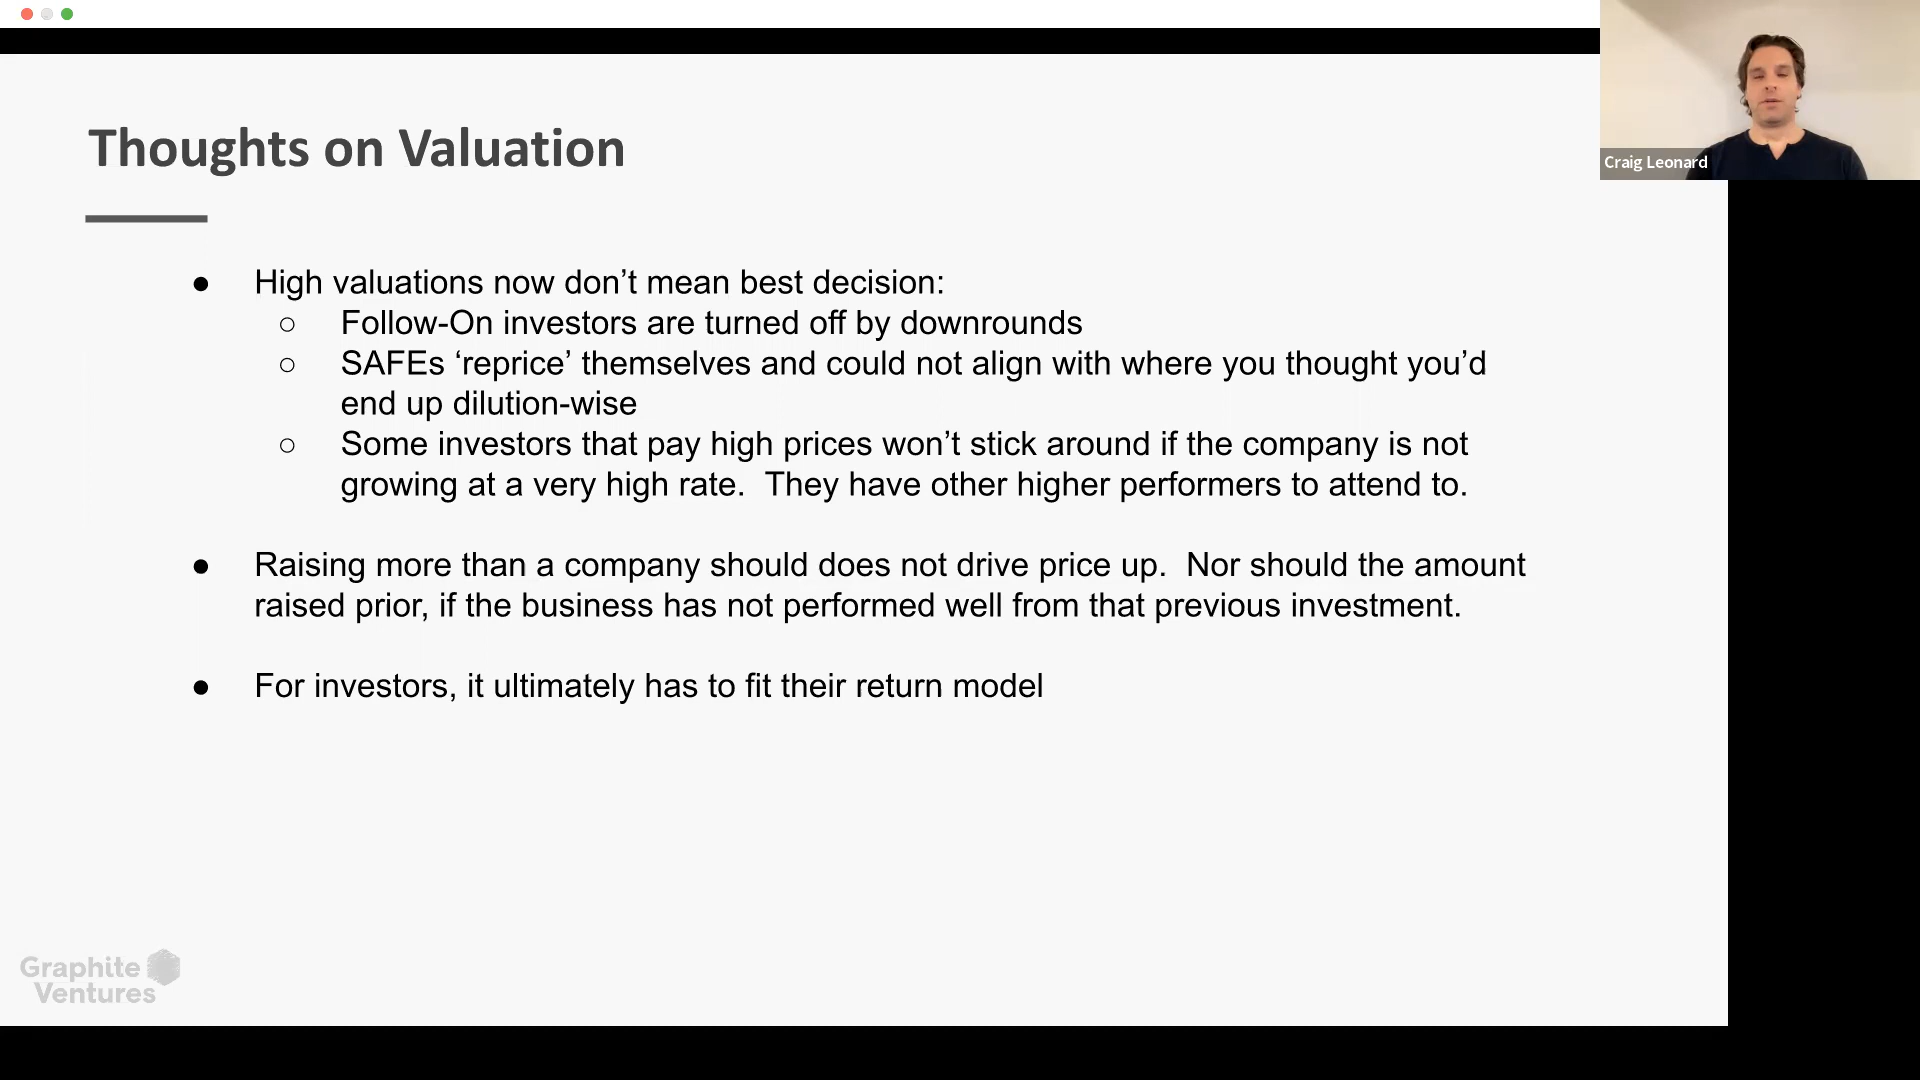 Craig Leonard
Thoughts on Valuation
● High valuations now don’t mean best decision:
○ Follow-On investors are turned off by downrounds
○ SAFEs ‘reprice’ themselves and could not align with where you thought you’d
end up dilution-wise
○ Some investors that pay high prices won’t stick around if the company is not
growing at a very high rate.  They have other higher performers to attend to.
● Raising more than a company should does not drive price up.  Nor should the amount
raised prior, if the business has not performed well from that previous investment.
● For investors, it ultimately has to fit their return model
Graphite
Ventures